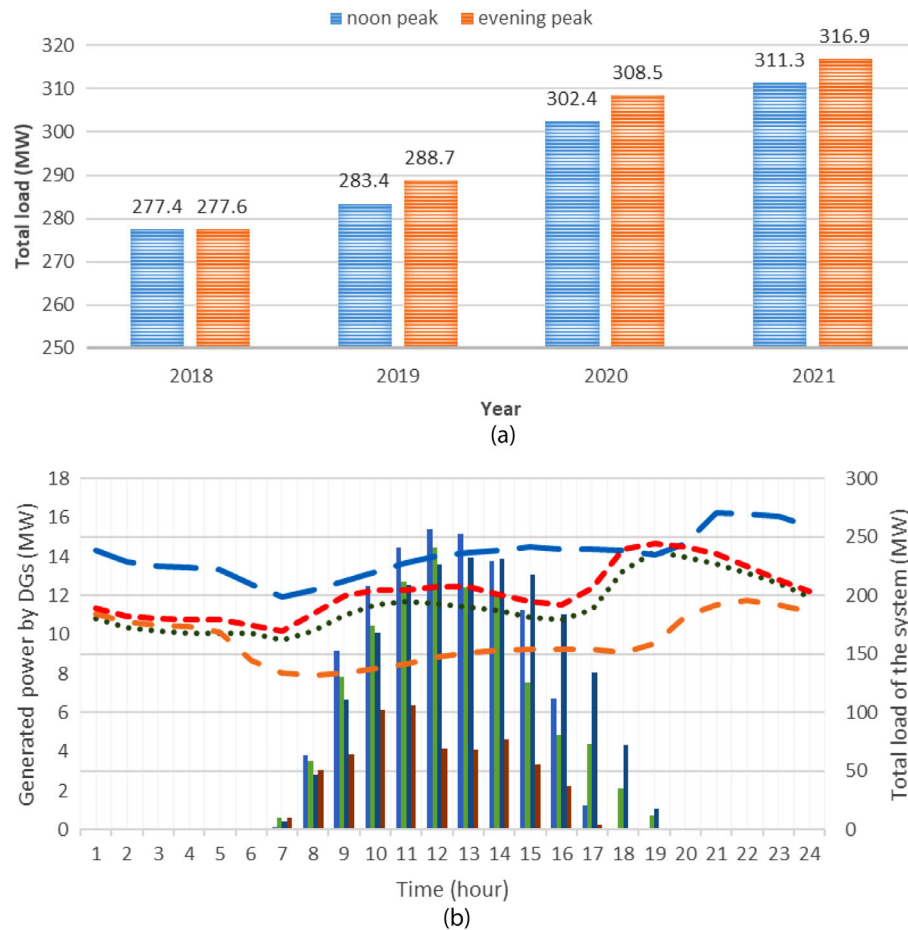 noon peak evening peak
320
310
300
290
280
270
260
250
Total load (MW)
277.4 277.6 283.4 288.7 302.4 308.5 311.3 316.9
2018 2019 2020 2021
Year
(a)
18
16
14
12
10
8
6
4
2
0
Generated power by DGs (MW)
300
250
200
150
100
50
0
Total load of the system (MW)
1 2 3 4 5 6 7 8 9 10 11 12 13 14 15 16 17 18 19 20 21 22 23 24
Time (hour)
(b)